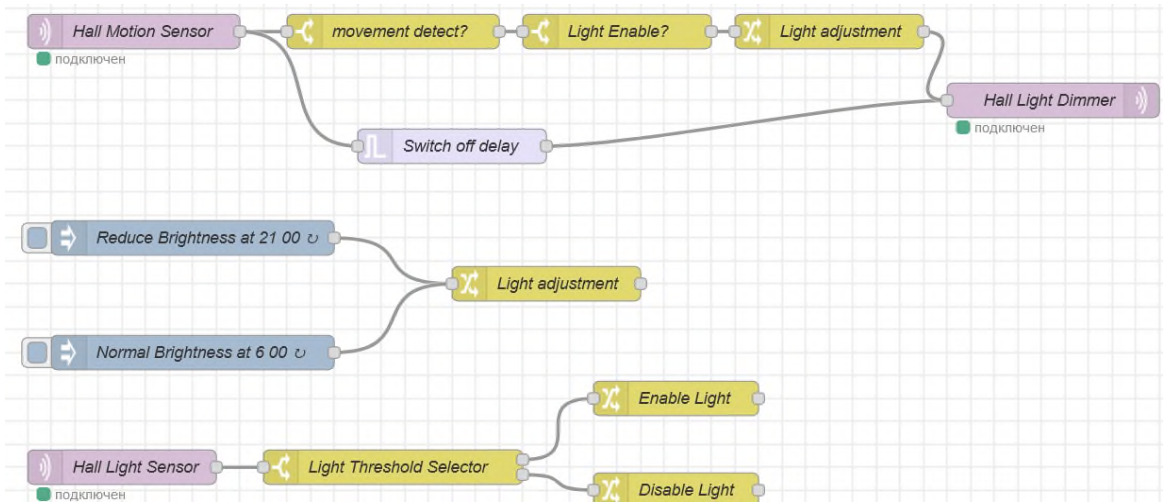 Hall Motion Sensor
movement detect?
Light Enable?
Light adjustment
подключен
Hall Light Dimmer
подключен
Switch off delay
Reduce Brightness at 21 00 ↻
Light adjustment
Normal Brightness at 6 00 ↻
Enable Light
Hall Light Sensor
Light Threshold Selector
Disable Light
подключен